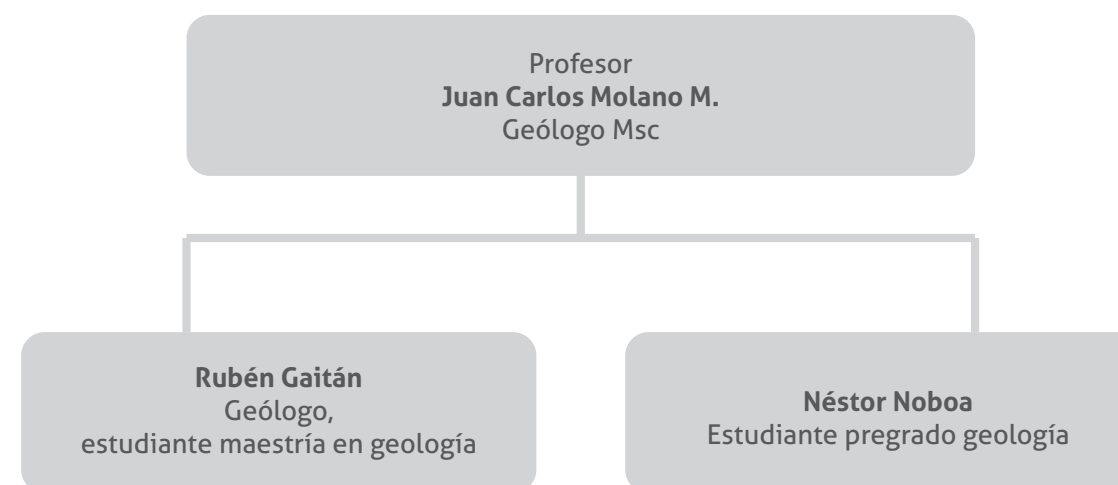 Profesor
Juan Carlos Molano M.
Geólogo Msc
Rubén Gaitán
Geólogo,
estudiante maestría en geología
Néstor Noboa
Estudiante pregrado geología